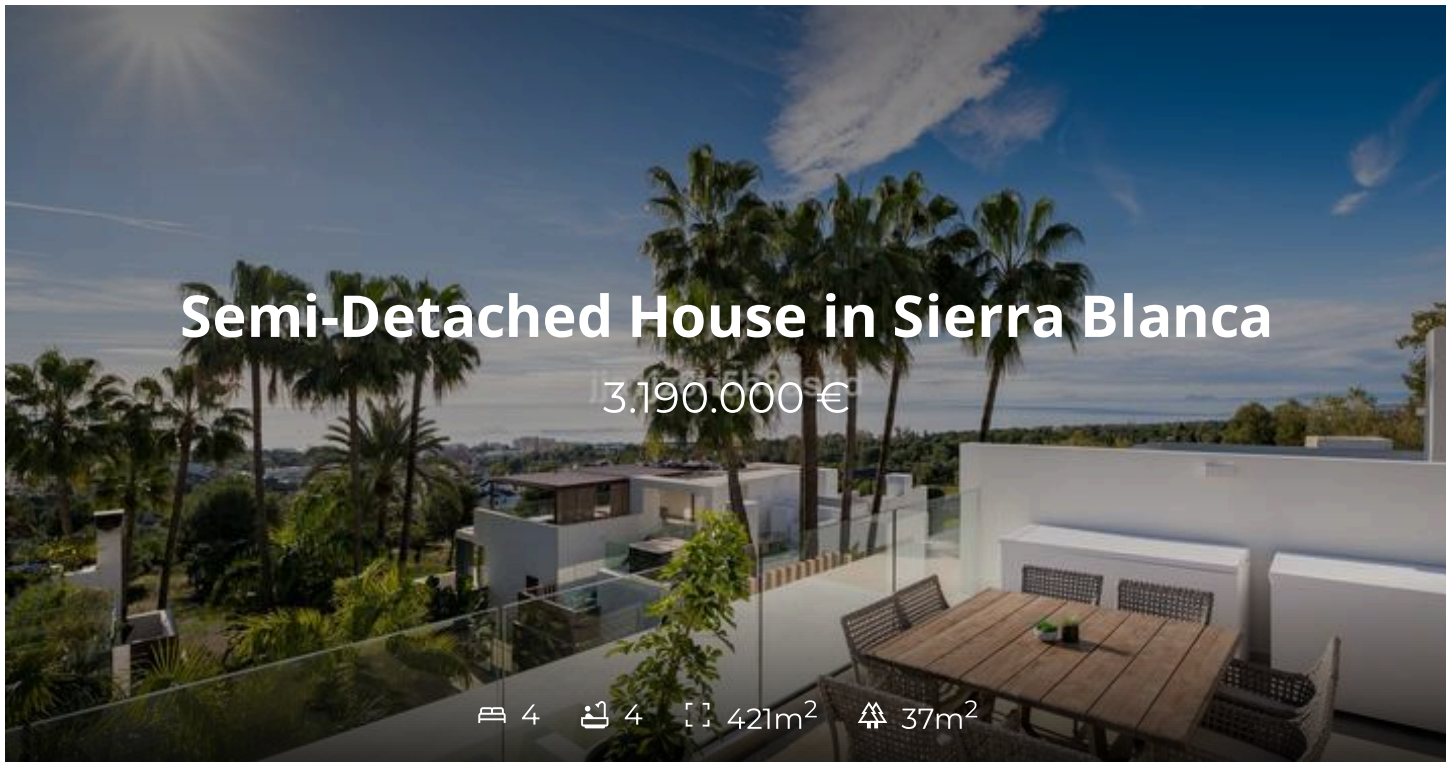 Semi-Detached House in Sierra Blanca
3.190.000 €
4 4 421m² 37m²